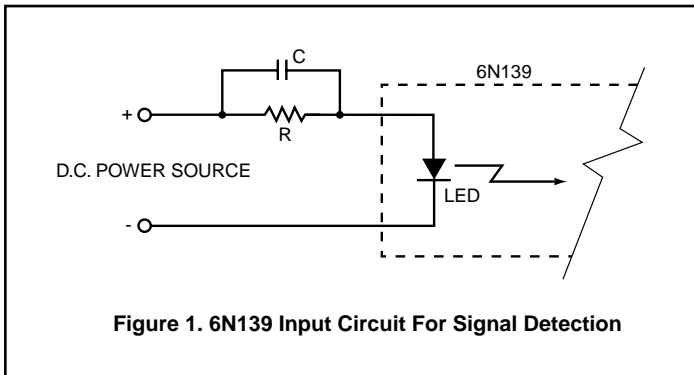 C
6N139
+
R
D.C. POWER SOURCE
LED
-
Figure 1. 6N139 Input Circuit For Signal Detection